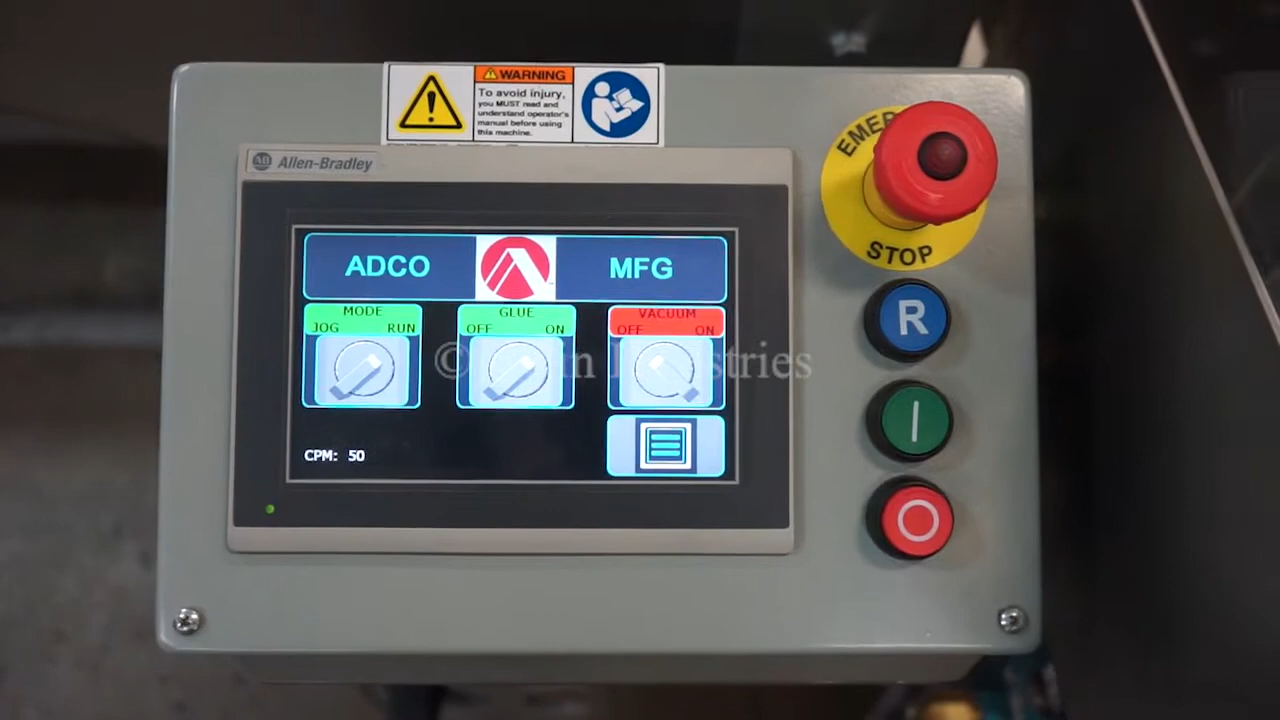 WARNING
To avoid injury,
you MUST read and
understand operator's
manual before using
this machine.
AB Allen-Bradley
STOP
ADCO MFG
MODE
JOG RUN
GLUE
OFF ON
VACUUM
OFF ON
R
©
CPM: 50